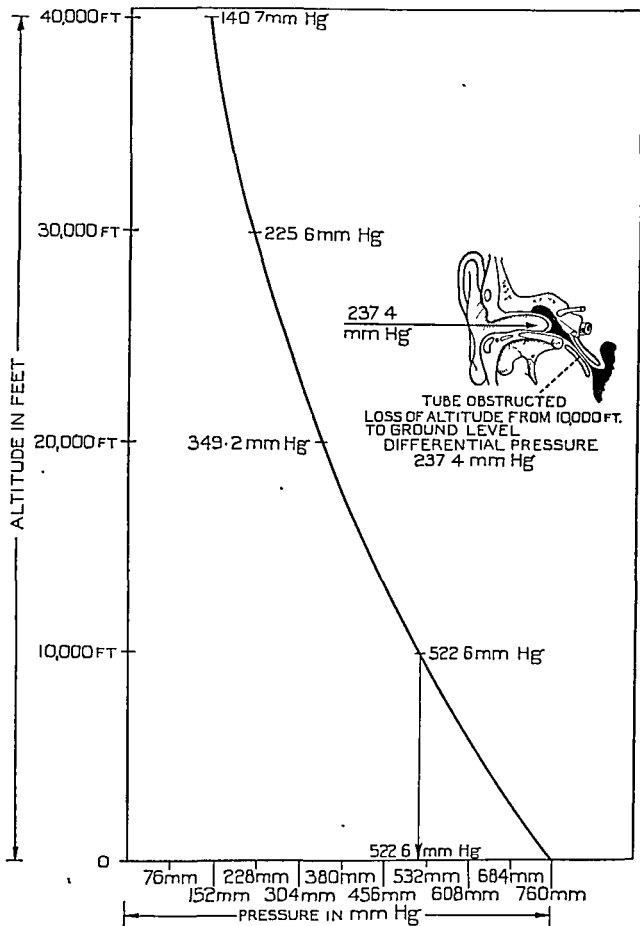 40,000 FT
140 7mm Hg
30,000 FT
225 6mm Hg
237 4
mm Hg
TUBE OBSTRUCTED
LOSS OF ALTITUDE FROM 10,000 FT.
TO GROUND LEVEL
DIFFERENTIAL PRESSURE
237 4 mm Hg
20,000 FT
349·2 mm Hg
ALTITUDE IN FEET
10,000 FT
522 6mm Hg
0
522 6 mm Hg
76mm 228mm 380mm 532mm 684mm
152mm 304mm 456mm 608mm 760mm
PRESSURE IN mm Hg